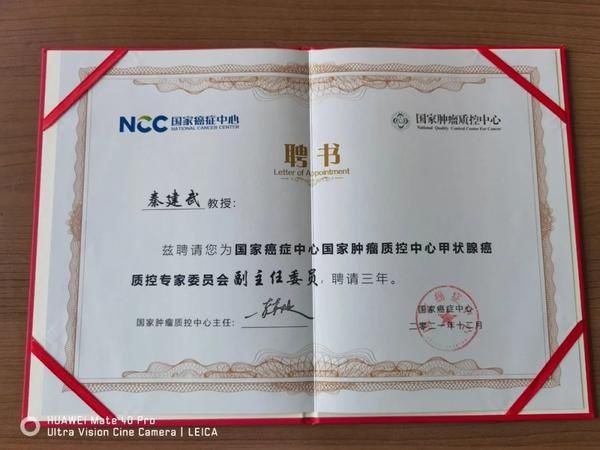 NCC 国家癌症中心
NATIONAL CANCER CENTER
国家肿瘤质控中心
National Quality Control Center For Cancer
聘书
Letter of Appointment
秦建武 教授：
兹聘请您为国家癌症中心国家肿瘤质控中心甲状腺癌
质控专家委员会副主任委员，聘请三年。
国家肿瘤质控中心主任：
国家癌症中心
二〇二一年十二月
HUAWEI Mate 40 Pro
Ultra Vision Cine Camera | LEICA